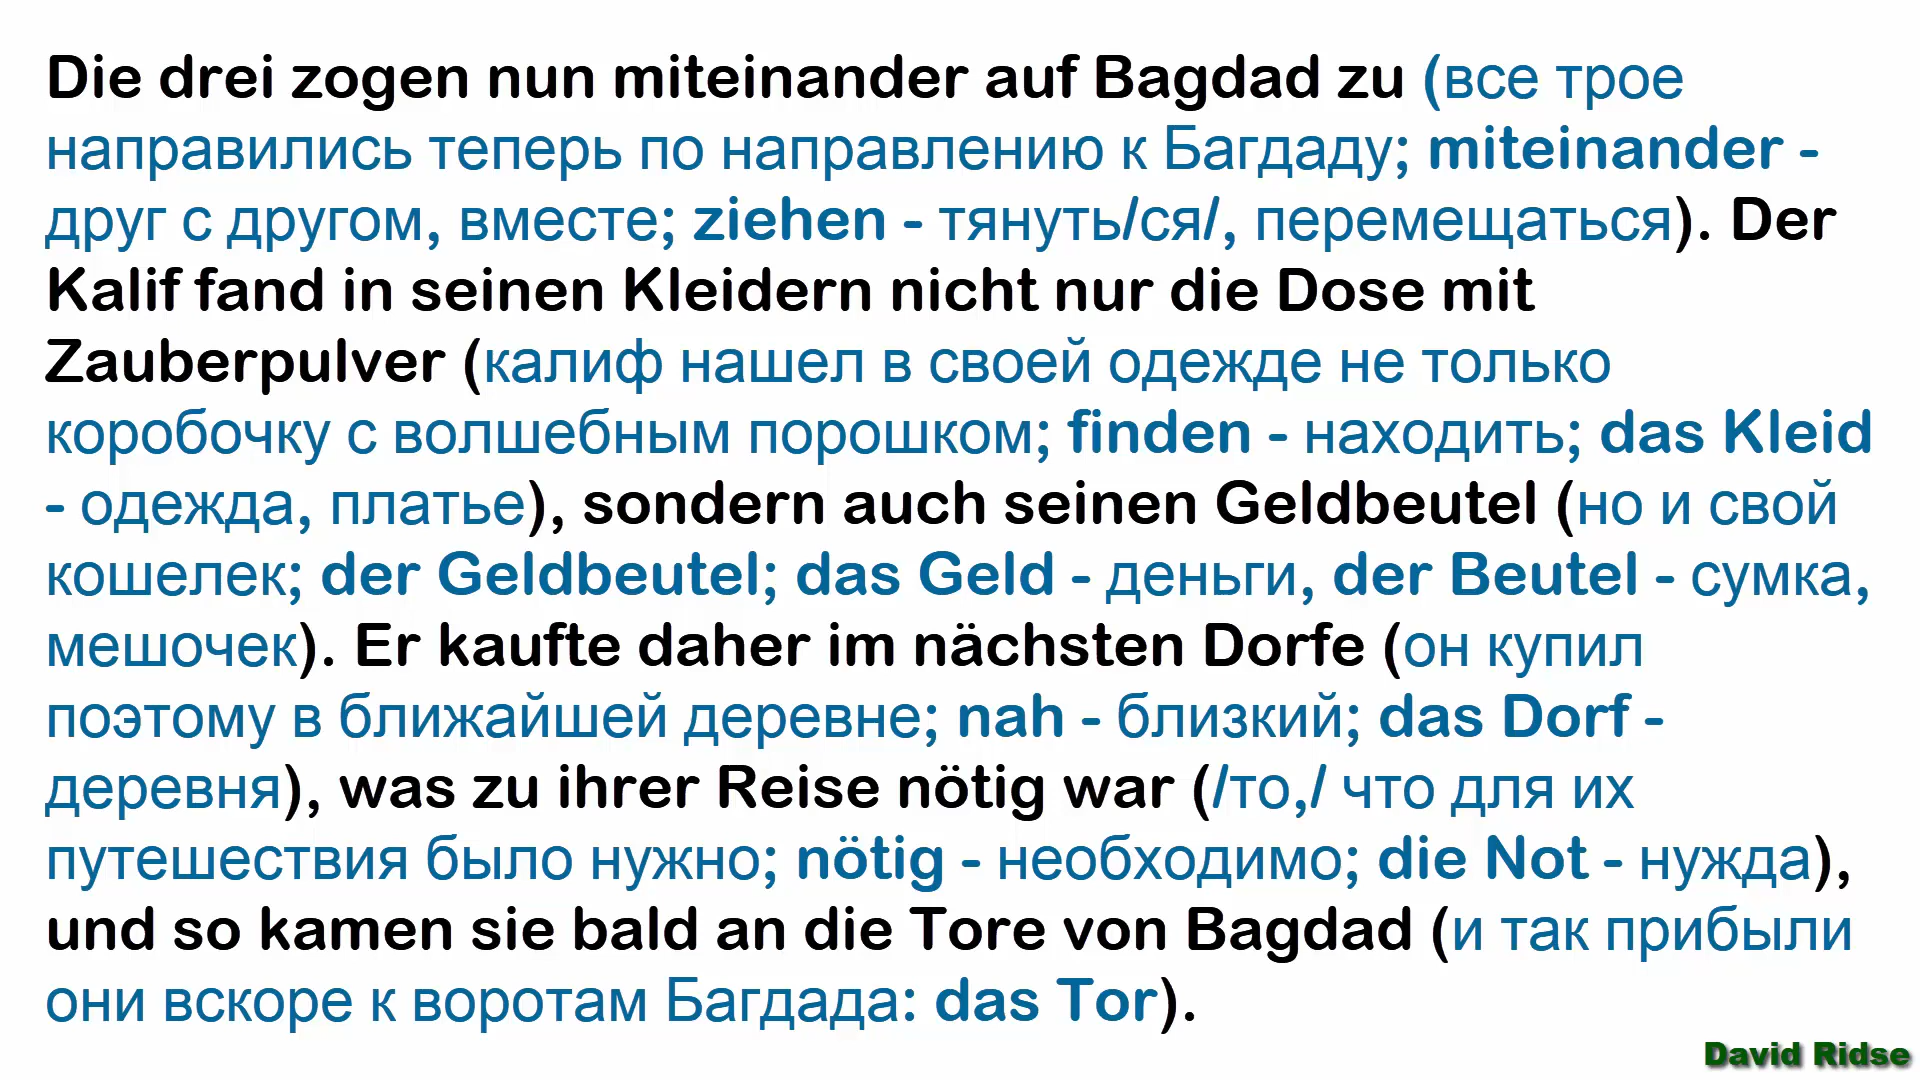 Die drei zogen nun miteinander auf Bagdad zu (все трое
направились теперь по направлению к Багдаду; miteinander -
друг с другом, вместе; ziehen - тянуть/ся/, перемещаться). Der
Kalif fand in seinen Kleidern nicht nur die Dose mit
Zauberpulver (калиф нашел в своей одежде не только
коробочку с волшебным порошком; finden - находить; das Kleid
- одежда, платье), sondern auch seinen Geldbeutel (но и свой
кошелек; der Geldbeutel; das Geld - деньги, der Beutel - сумка,
мешочек). Er kaufte daher im nächsten Dorfe (он купил
поэтому в ближайшей деревне; nah - близкий; das Dorf -
деревня), was zu ihrer Reise nötig war (/то,/ что для их
путешествия было нужно; nötig - необходимо; die Not - нужда),
und so kamen sie bald an die Tore von Bagdad (и так прибыли
они вскоре к воротам Багдада: das Tor).
David Ridse